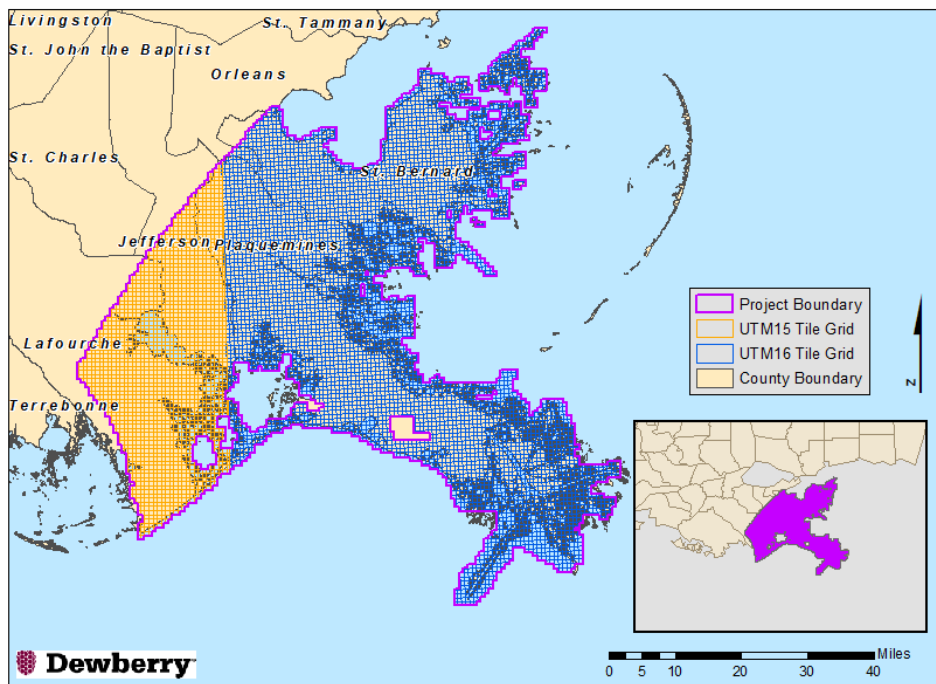 Livingston
St. Tammany
St. John the Baptist
Orleans
St. Charles
St. Bernard
Jefferson
Plaquemines
Lafourche
Terrebonne
Project Boundary
UTM15 Tile Grid
UTM16 Tile Grid
County Boundary
N
Dewberry
Miles
0 5 10 20 30 40